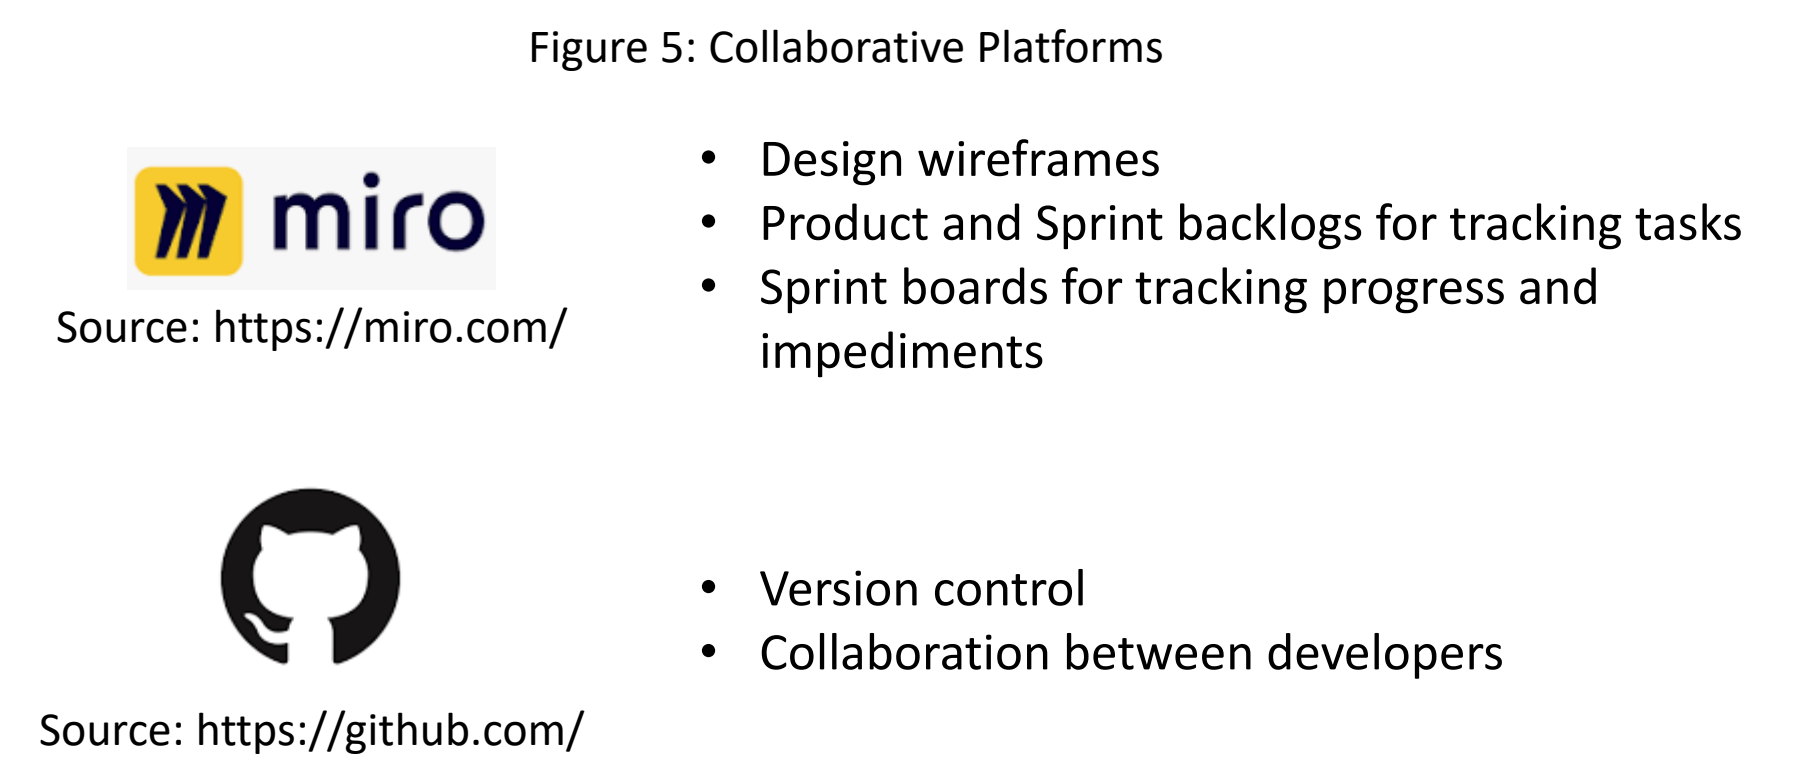 Figure 5: Collaborative Platforms
miro
Source: https://miro.com/
• Design wireframes
• Product and Sprint backlogs for tracking tasks
• Sprint boards for tracking progress and
impediments
Source: https://github.com/
• Version control
• Collaboration between developers